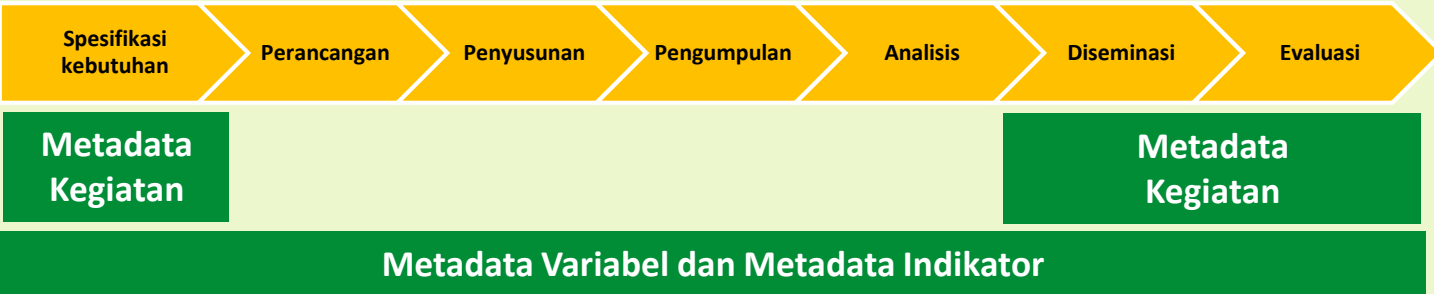 Spesifikasi
kebutuhan
Perancangan
Penyusunan
Pengumpulan
Analisis
Diseminasi
Evaluasi
Metadata
Kegiatan
Metadata
Kegiatan
Metadata Variabel dan Metadata Indikator